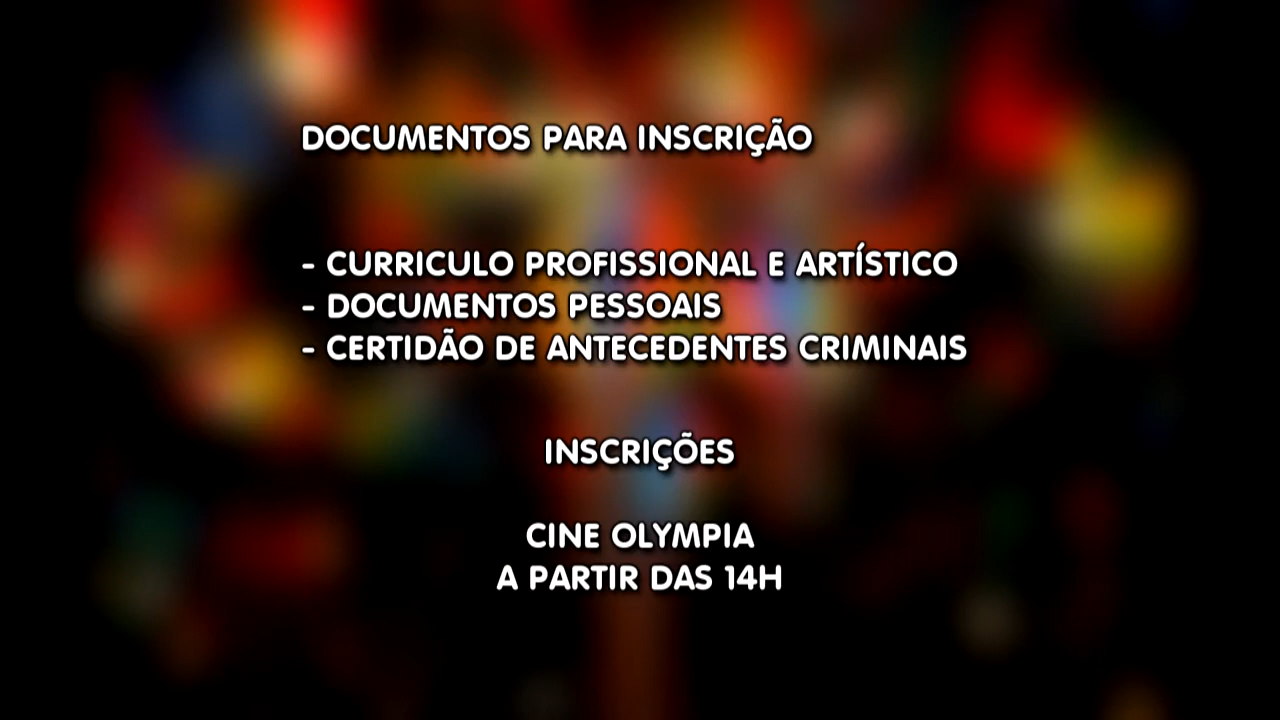 DOCUMENTOS PARA INSCRIÇÃO
- CURRICULO PROFISSIONAL E ARTÍSTICO
- DOCUMENTOS PESSOAIS
- CERTIDÃO DE ANTECEDENTES CRIMINAIS
INSCRIÇÕES
CINE OLYMPIA
A PARTIR DAS 14H